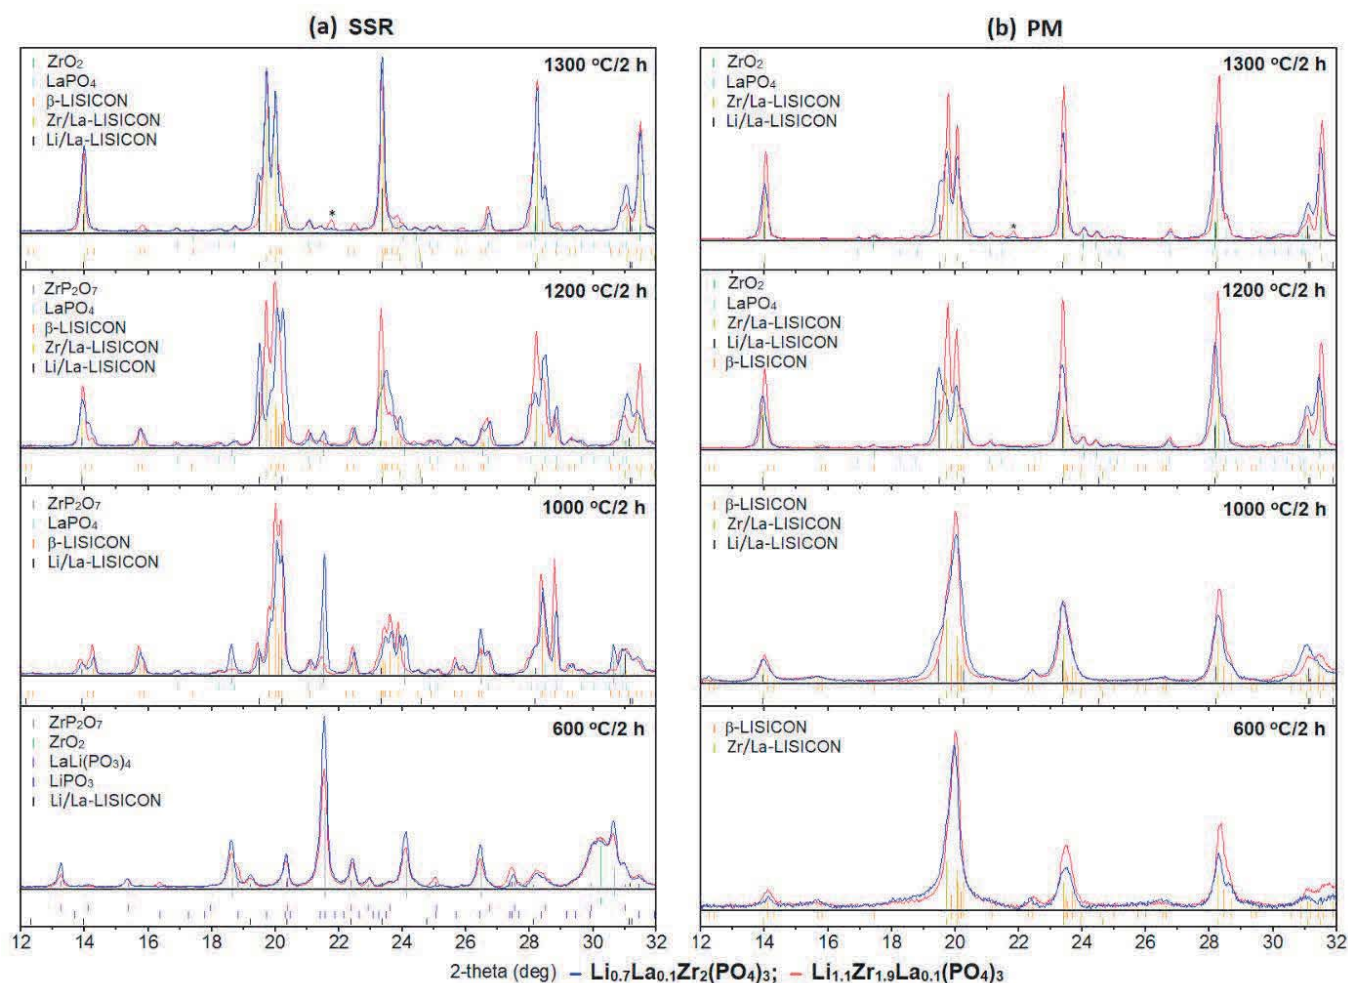 (a) SSR
1300 °C/2 h
ZrO₂
LaPO₄
β-LISICON
Zr/La-LISICON
Li/La-LISICON
*
1200 °C/2 h
ZrP₂O₇
LaPO₄
β-LISICON
Zr/La-LISICON
Li/La-LISICON
1000 °C/2 h
ZrP₂O₇
LaPO₄
β-LISICON
Li/La-LISICON
600 °C/2 h
ZrP₂O₇
ZrO₂
LaLi(PO₃)₄
LiPO₃
Li/La-LISICON
12 14 16 18 20 22 24 26 28 30 32
(b) PM
1300 °C/2 h
ZrO₂
LaPO₄
Zr/La-LISICON
Li/La-LISICON
*
1200 °C/2 h
ZrO₂
LaPO₄
Zr/La-LISICON
Li/La-LISICON
β-LISICON
1000 °C/2 h
β-LISICON
Zr/La-LISICON
Li/La-LISICON
600 °C/2 h
β-LISICON
Zr/La-LISICON
12 14 16 18 20 22 24 26 28 30 32
2-theta (deg) – Li₀.₇La₀.₁Zr₂(PO₄)₃; – Li₁.₁Zr₁.₉La₀.₁(PO₄)₃